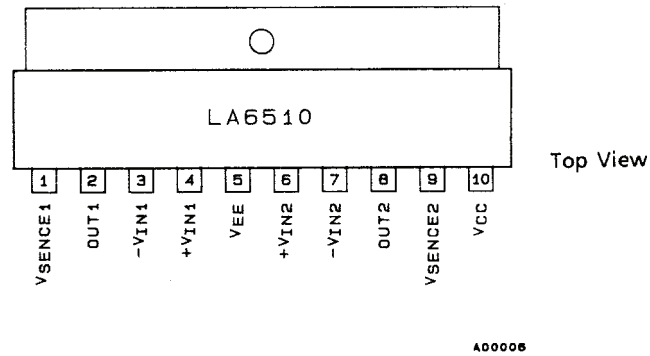 LA6510
Top View
1 2 3 4 5 6 7 8 9 10
VSENCE1
OUT1
-VIN1
+VIN1
VEE
+VIN2
-VIN2
OUT2
VSENCE2
VCC
A00006